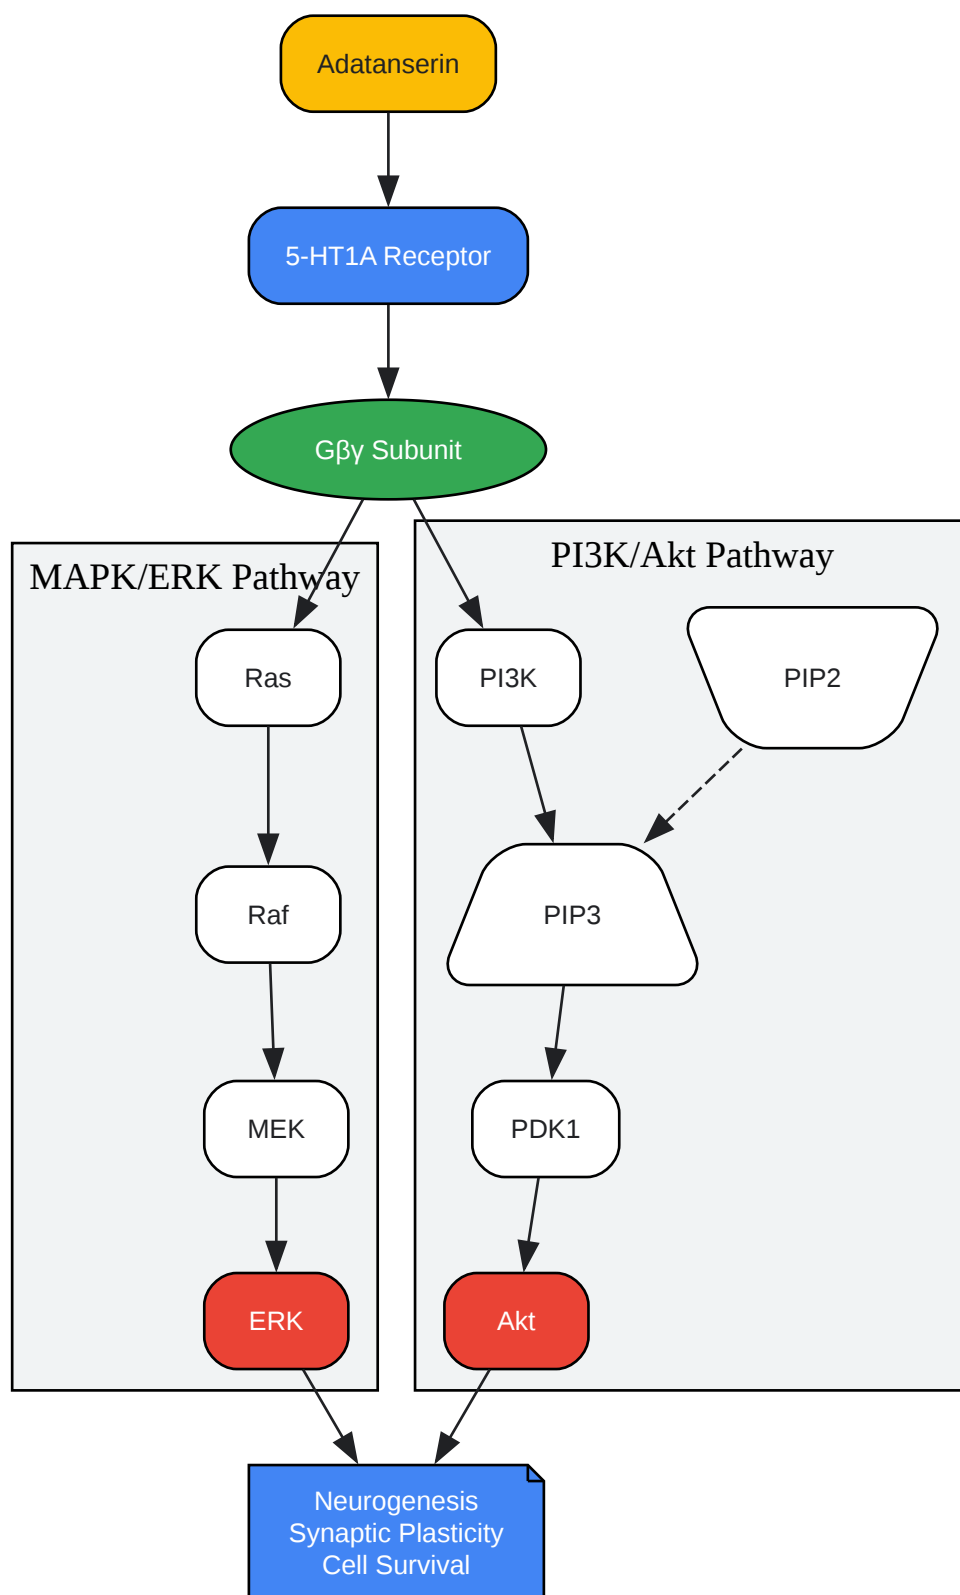 Adatanserin
5-HT1A Receptor
Gβγ Subunit
MAPK/ERK Pathway
PI3K/Akt Pathway
Ras
PI3K
PIP2
Raf
PIP3
MEK
PDK1
ERK
Akt
Neurogenesis
Synaptic Plasticity
Cell Survival